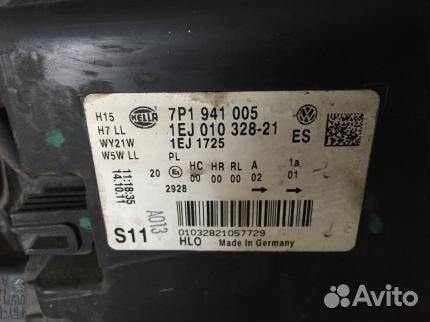 H15 HELLA 7P1 941 005
H7 LL 1EJ 010 328-21 ES
WY21W 1EJ 1725
W5W LL PL
HC HR RL A 1a
20 E1 00 00 00 02 01
2928
11:18:35
14.10.11
S11 A013 01032821057729
HLO Made in Germany
Avito